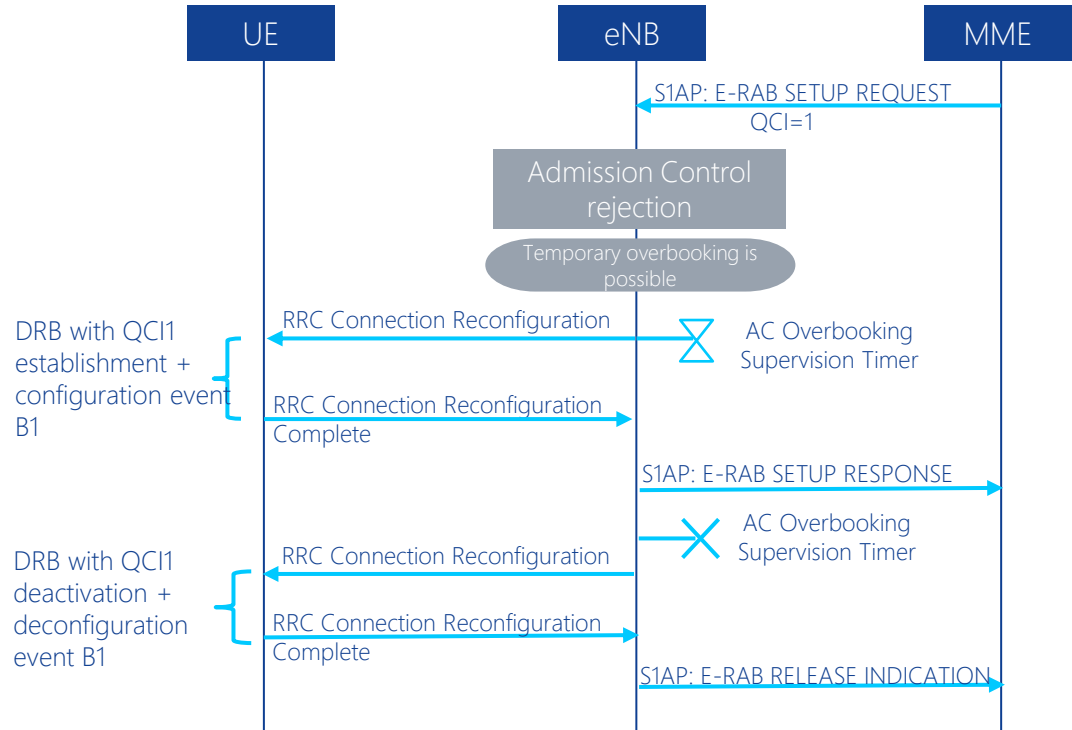 UE
eNB
MME
S1AP: E-RAB SETUP REQUEST
QCI=1
Admission Control
rejection
Temporary overbooking is
possible
DRB with QCI1
establishment +
configuration event
B1
RRC Connection Reconfiguration
AC Overbooking
Supervision Timer
RRC Connection Reconfiguration
Complete
S1AP: E-RAB SETUP RESPONSE
AC Overbooking
Supervision Timer
DRB with QCI1
deactivation +
deconfiguration
event B1
RRC Connection Reconfiguration
RRC Connection Reconfiguration
Complete
S1AP: E-RAB RELEASE INDICATION